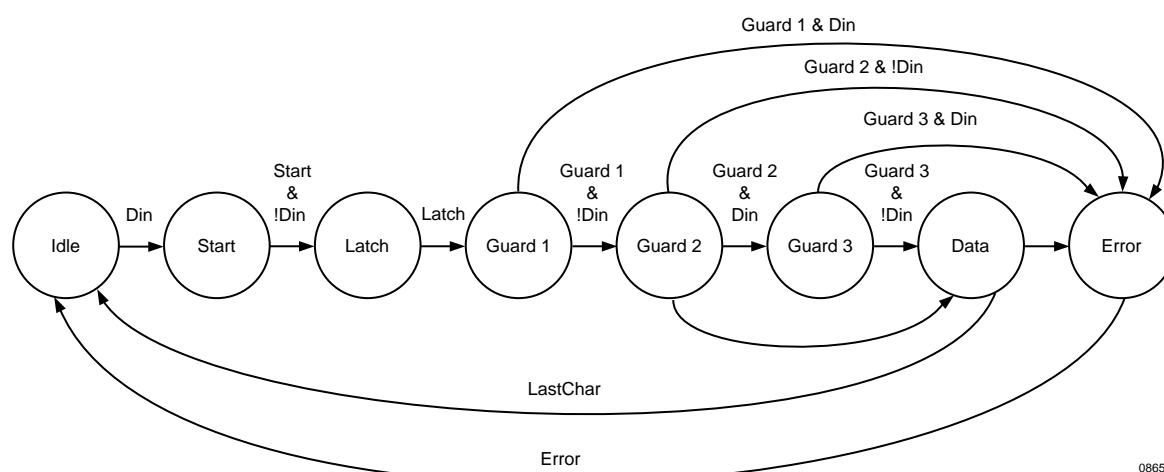 Guard 1 & Din
Guard 2 & !Din
Guard 3 & Din
Start
&
!Din
Guard 1
&
!Din
Guard 2
&
Din
Guard 3
&
!Din
Din
Latch
Idle
Start
Latch
Guard 1
Guard 2
Guard 3
Data
Error
LastChar
Error
0865